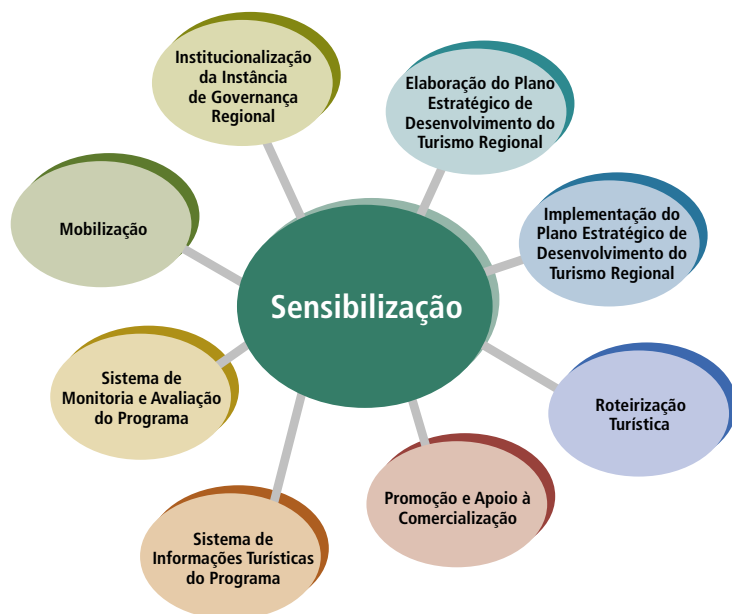 Institucionalização
da Instância
de Governança
Regional
Elaboração do Plano
Estratégico de
Desenvolvimento do
Turismo Regional
Mobilização
Implementação do
Plano Estratégico de
Desenvolvimento do
Turismo Regional
Sensibilização
Sistema de
Monitoria e Avaliação
do Programa
Roteirização
Turística
Promoção e Apoio à
Comercialização
Sistema de
Informações Turísticas
do Programa